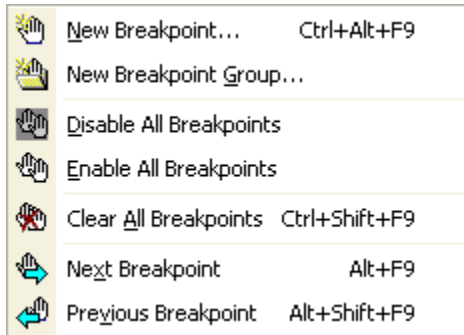 New Breakpoint... Ctrl+Alt+F9
New Breakpoint Group...
Disable All Breakpoints
Enable All Breakpoints
Clear All Breakpoints Ctrl+Shift+F9
Next Breakpoint Alt+F9
Previous Breakpoint Alt+Shift+F9